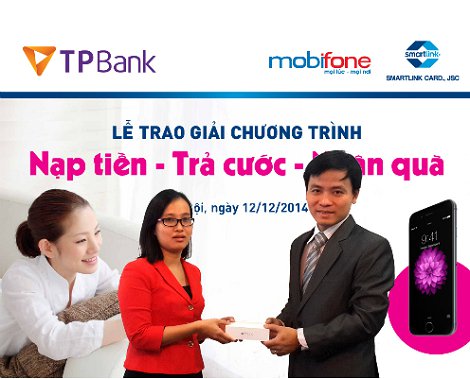 TPBank
mobifone
mọi lúc - mọi nơi
smartlink
SMARTLINK CARD., JSC
LỄ TRAO GIẢI CHƯƠNG TRÌNH
Nạp tiền - Trả cước - quà
ngày 12/12/2014
9:41